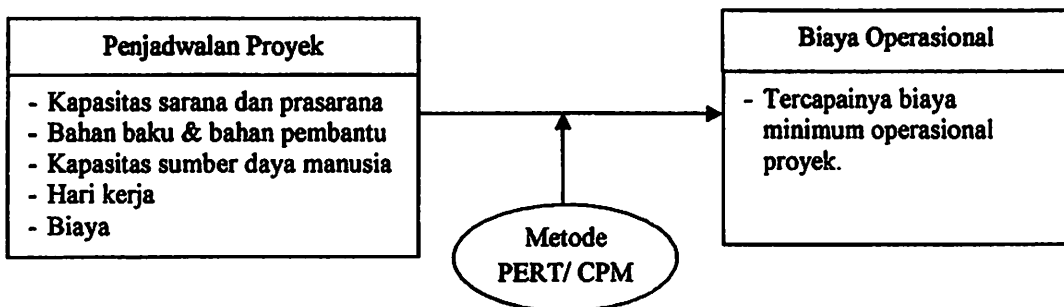 Penjadwalan Proyek
- Kapasitas sarana dan prasarana
- Bahan baku & bahan pembantu
- Kapasitas sumber daya manusia
- Hari kerja
- Biaya
Metode
PERT/ CPM
Biaya Operasional
- Tercapainya biaya
minimum operasional
proyek.